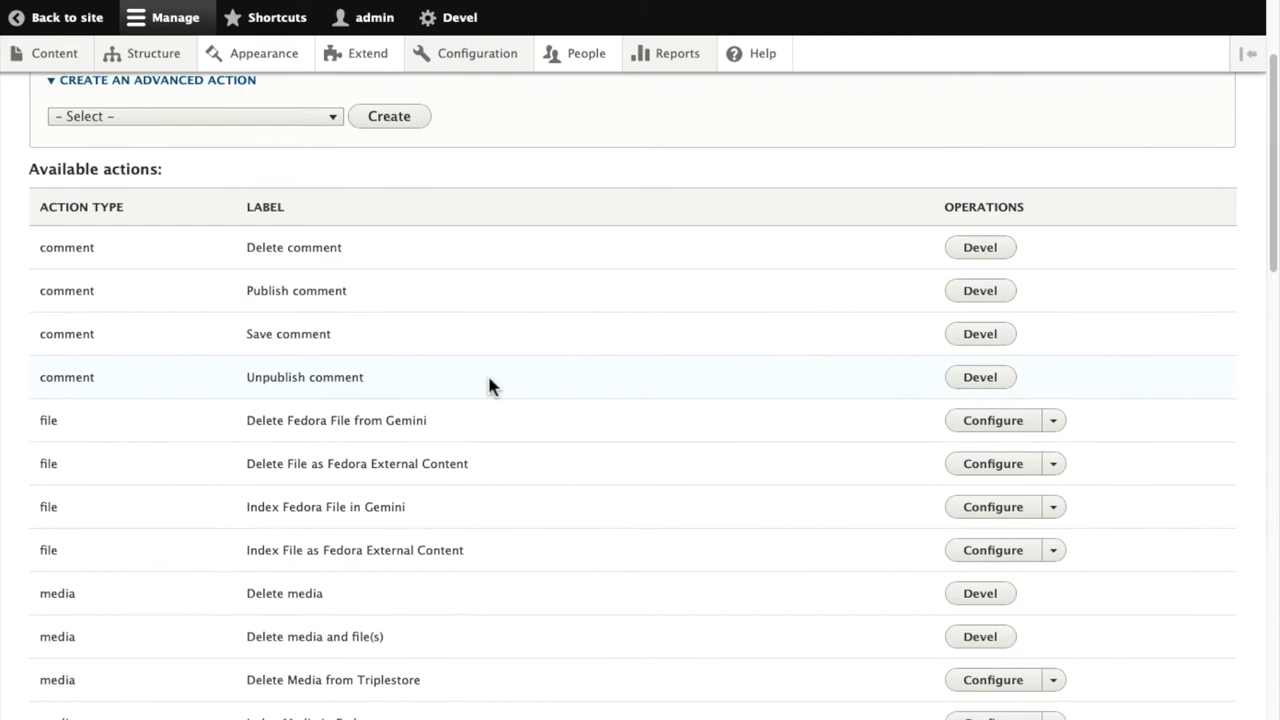 Back to site Manage Shortcuts admin Devel
Content Structure Appearance Extend Configuration People Reports Help
▾ CREATE AN ADVANCED ACTION
– Select – Create
Available actions:
ACTION TYPE LABEL OPERATIONS
comment Delete comment Devel
comment Publish comment Devel
comment Save comment Devel
comment Unpublish comment Devel
file Delete Fedora File from Gemini Configure
file Delete File as Fedora External Content Configure
file Index Fedora File in Gemini Configure
file Index File as Fedora External Content Configure
media Delete media Devel
media Delete media and file(s) Devel
media Delete Media from Triplestore Configure